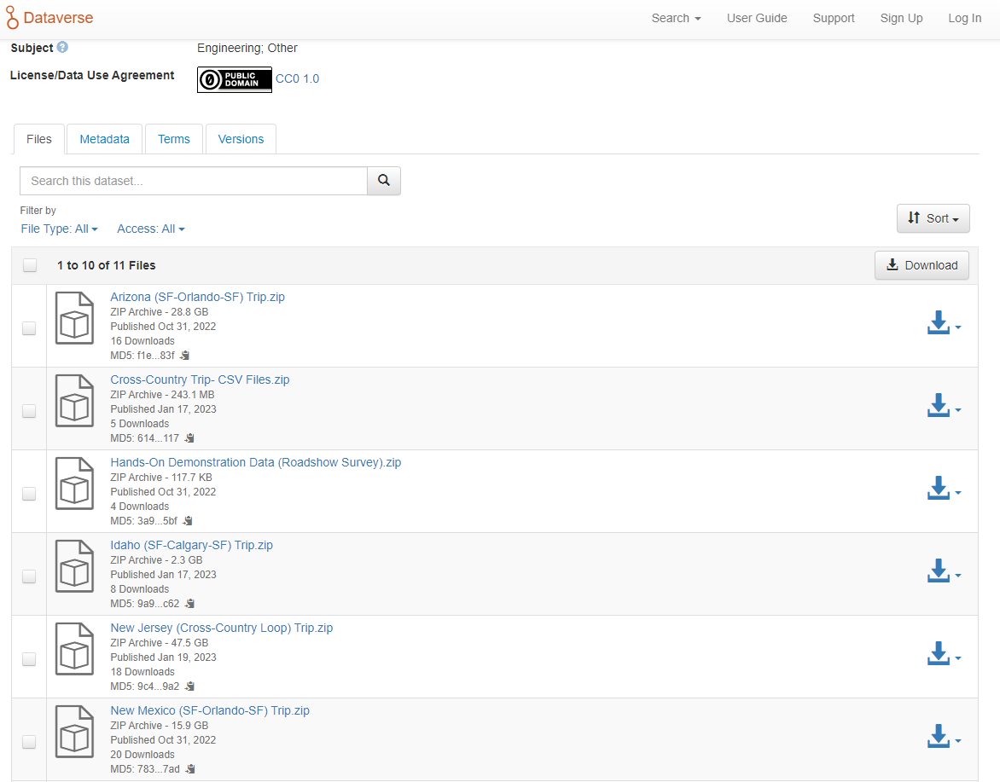 Dataverse
Search User Guide Support Sign Up Log In
Subject ?
Engineering; Other
License/Data Use Agreement
0 PUBLIC DOMAIN CC0 1.0
Files Metadata Terms Versions
Search this dataset...
Filter by
File Type: All Access: All
Sort
1 to 10 of 11 Files
Download
Arizona (SF-Orlando-SF) Trip.zip
ZIP Archive - 28.8 GB
Published Oct 31, 2022
16 Downloads
MD5: f1e...83f
Cross-Country Trip- CSV Files.zip
ZIP Archive - 243.1 MB
Published Jan 17, 2023
5 Downloads
MD5: 614...117
Hands-On Demonstration Data (Roadshow Survey).zip
ZIP Archive - 117.7 KB
Published Oct 31, 2022
4 Downloads
MD5: 3a9...5bf
Idaho (SF-Calgary-SF) Trip.zip
ZIP Archive - 2.3 GB
Published Jan 17, 2023
8 Downloads
MD5: 9a9...c62
New Jersey (Cross-Country Loop) Trip.zip
ZIP Archive - 47.5 GB
Published Jan 19, 2023
18 Downloads
MD5: 9c4...9a2
New Mexico (SF-Orlando-SF) Trip.zip
ZIP Archive - 15.9 GB
Published Oct 31, 2022
20 Downloads
MD5: 783...7ad